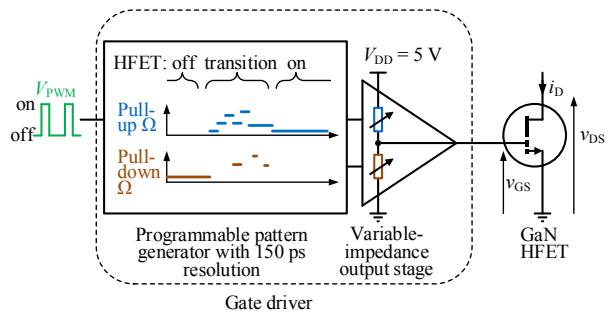 HFET: off transition on
V_DD = 5 V
V_PWM
on
off
Pull-
up Ω
Pull-
down
Ω
i_D
v_DS
v_GS
GaN
HFET
Programmable pattern
generator with 150 ps
resolution
Variable-
impedance
output stage
Gate driver